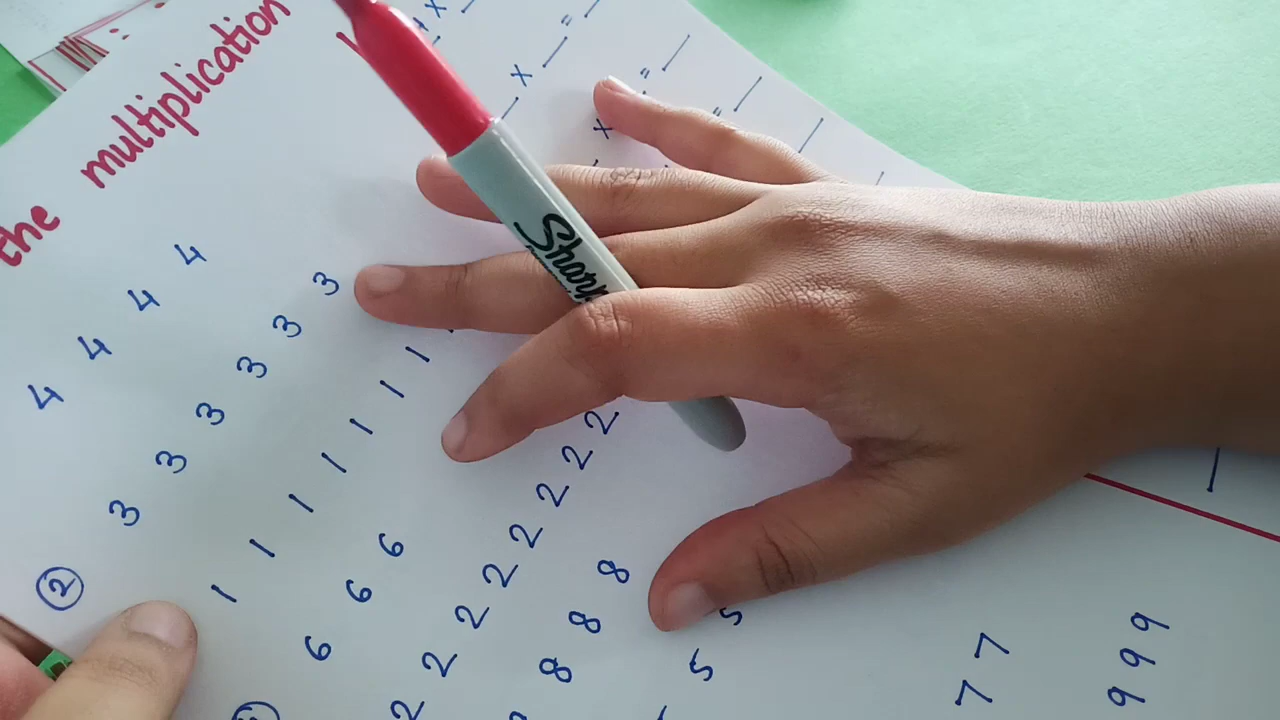 the multiplication
4 4 4 4
② 3 3 3 3 3 3
1 1 1 1 1 1 1
6 6 6
2 2 2 2 2 2 2 2
8 8 8
5 5
7 7
9 9 9
x
x =
x =
=
=
Sharpie